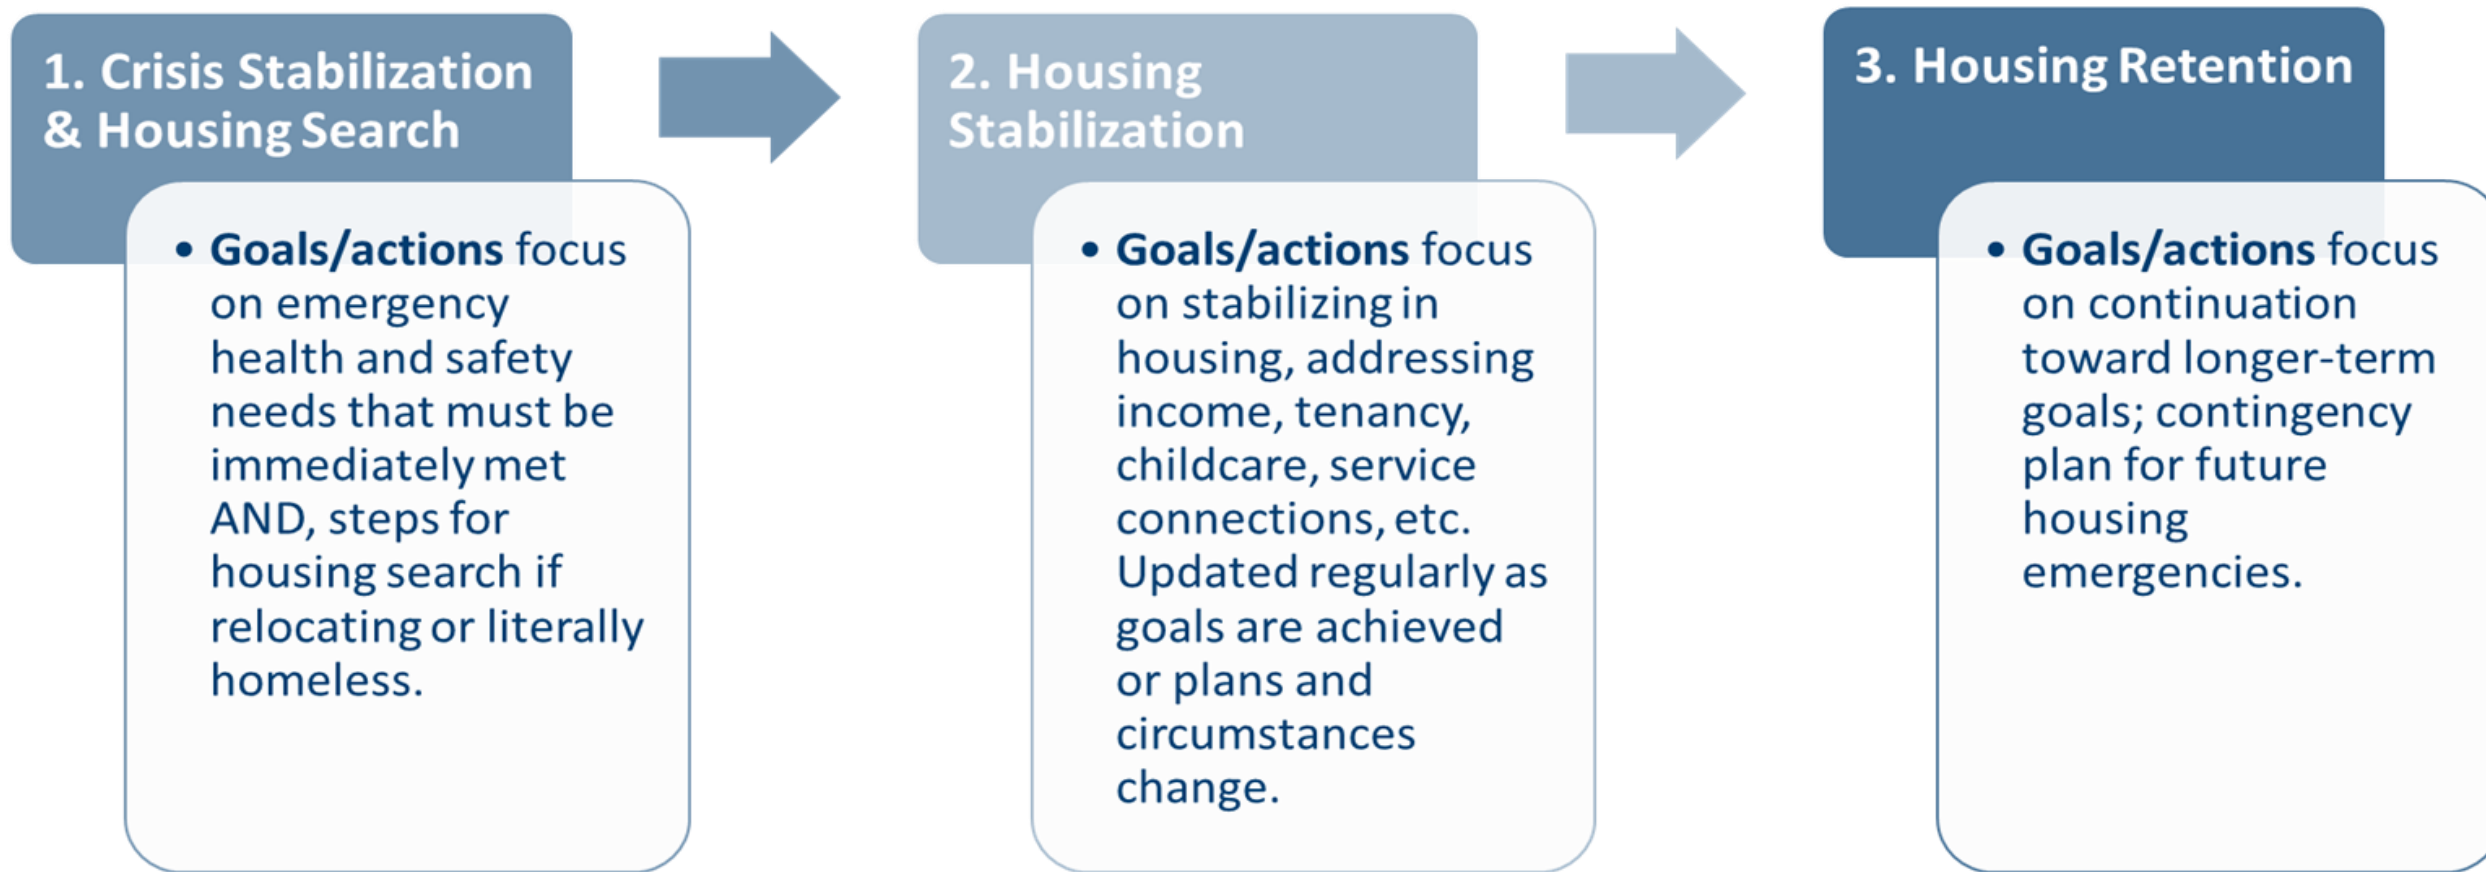 1. Crisis Stabilization
& Housing Search
• Goals/actions focus
on emergency
health and safety
needs that must be
immediately met
AND, steps for
housing search if
relocating or literally
homeless.
2. Housing
Stabilization
• Goals/actions focus
on stabilizing in
housing, addressing
income, tenancy,
childcare, service
connections, etc.
Updated regularly as
goals are achieved
or plans and
circumstances
change.
3. Housing Retention
• Goals/actions focus
on continuation
toward longer-term
goals; contingency
plan for future
housing
emergencies.